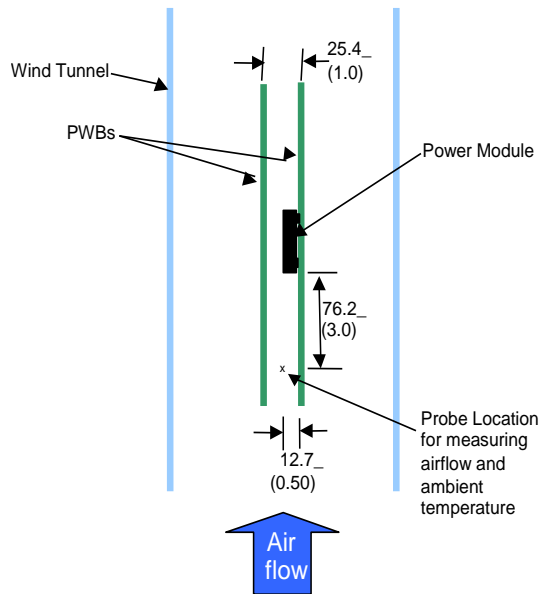 25.4_
(1.0)
Wind Tunnel
PWBs
Power Module
76.2_
(3.0)
x
Probe Location
for measuring
airflow and
ambient
temperature
12.7_
(0.50)
Air
flow